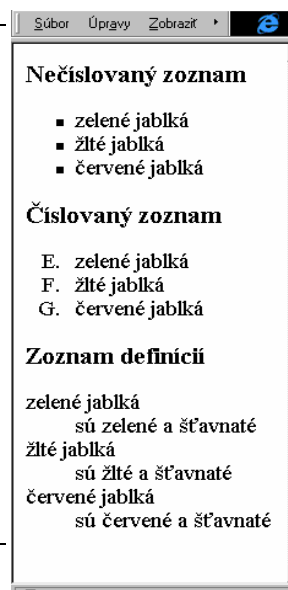 Súbor Úpravy Zobraziť
Nečíslovaný zoznam
zelené jablká
žlté jablká
červené jablká
Číslovaný zoznam
E. zelené jablká
F. žlté jablká
G. červené jablká
Zoznam definícií
zelené jablká
sú zelené a šťavnaté
žlté jablká
sú žlté a šťavnaté
červené jablká
sú červené a šťavnaté